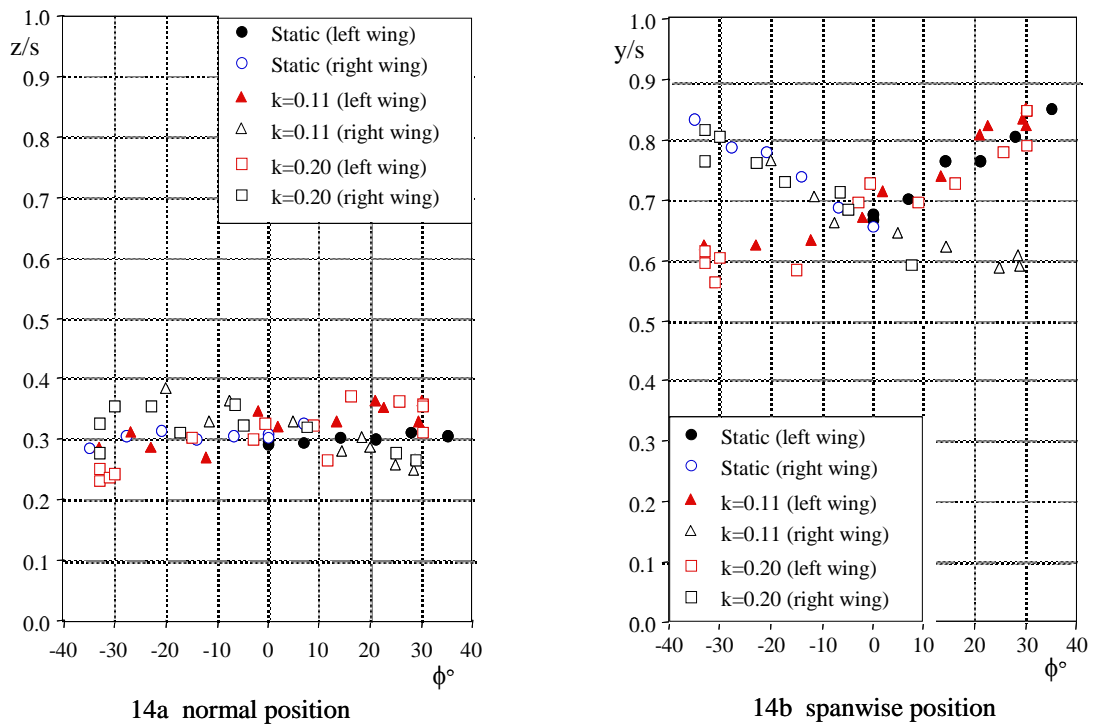 1.0
z/s
0.9
0.8
0.7
0.6
0.5
0.4
0.3
0.2
0.1
0.0
-40 -30 -20 -10 0 10 20 30 40
ϕ°
Static (left wing)
Static (right wing)
k=0.11 (left wing)
k=0.11 (right wing)
k=0.20 (left wing)
k=0.20 (right wing)
14a normal position
1.0
y/s
0.9
0.8
0.7
0.6
0.5
0.4
0.3
0.2
0.1
0.0
-40 -30 -20 -10 0 10 20 30 40
ϕ°
Static (left wing)
Static (right wing)
k=0.11 (left wing)
k=0.11 (right wing)
k=0.20 (left wing)
k=0.20 (right wing)
14b spanwise position